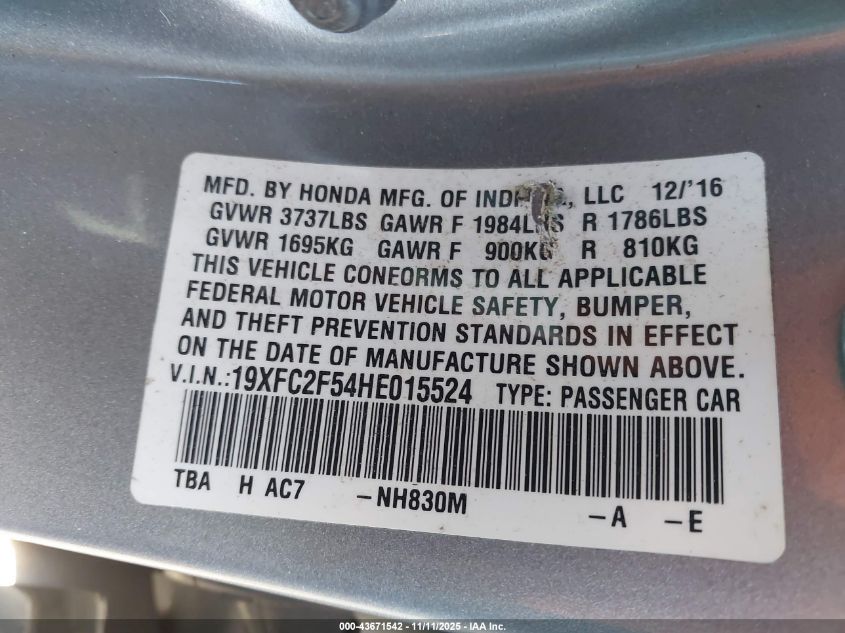 MFD. BY HONDA MFG. OF LLC 12/'16
GVWR 3737LBS GAWR F R 1786LBS
GVWR 1695KG GAWR F 900KG R 810KG
THIS VEHICLE CONFORMS TO ALL APPLICABLE
FEDERAL MOTOR VEHICLE SAFETY, BUMPER,
AND THEFT PREVENTION STANDARDS IN EFFECT
ON THE DATE OF MANUFACTURE SHOWN ABOVE.
V.I.N.:19XFC2F54HE015524 TYPE: PASSENGER CAR
TBA H AC7 -NH830M -A -E
000-43671542 - 11/11/2025 - IAA Inc.